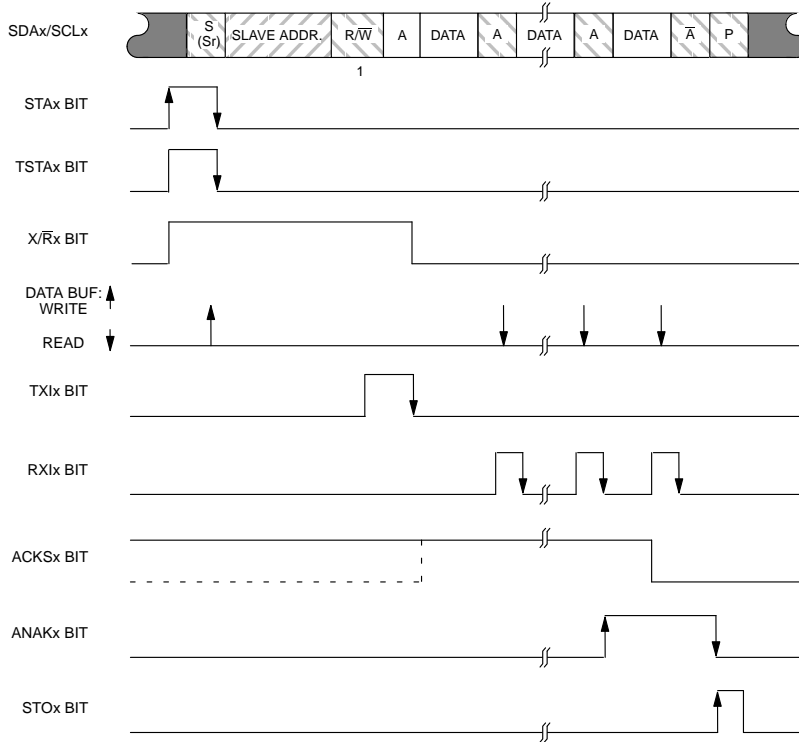 SDAx/SCLx S (Sr) SLAVE ADDR. R/W̅ A DATA A DATA A DATA A̅ P
1
STAx BIT
TSTAx BIT
X/R̅x BIT
DATA BUF:
WRITE
READ
TXIx BIT
RXIx BIT
ACKSx BIT
ANAKx BIT
STOx BIT